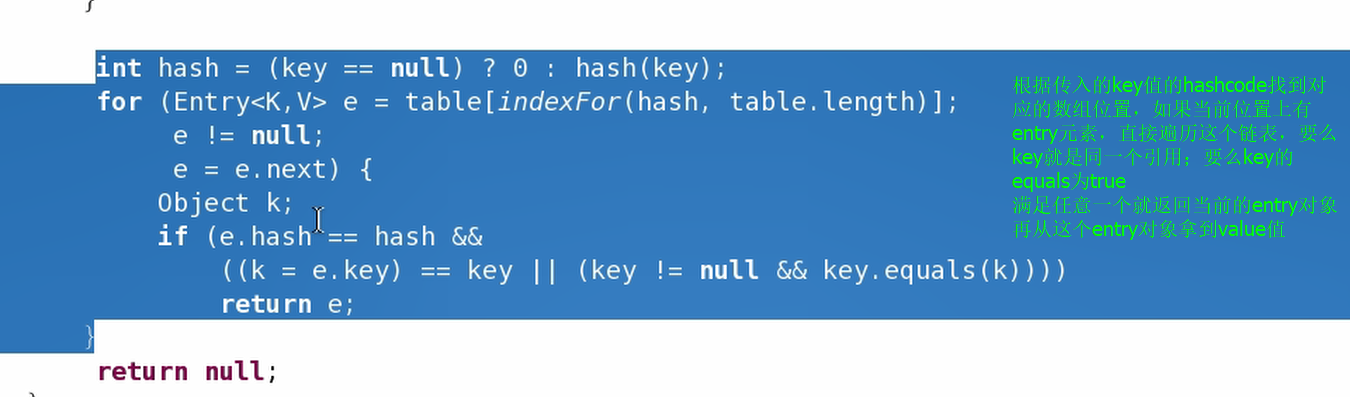 }
int hash = (key == null) ? 0 : hash(key);
for (Entry<K,V> e = table[indexFor(hash, table.length)];
e != null;
e = e.next) {
Object k;
if (e.hash == hash &&
((k = e.key) == key || (key != null && key.equals(k))))
return e;
}
return null;
}
根据传入的key值的hashcode找到对
应的数组位置，如果当前位置上有
entry元素，直接遍历这个链表，要么
key就是同一个引用；要么key的
equals为true
满足任意一个就返回当前的entry对象
再从这个entry对象拿到value值